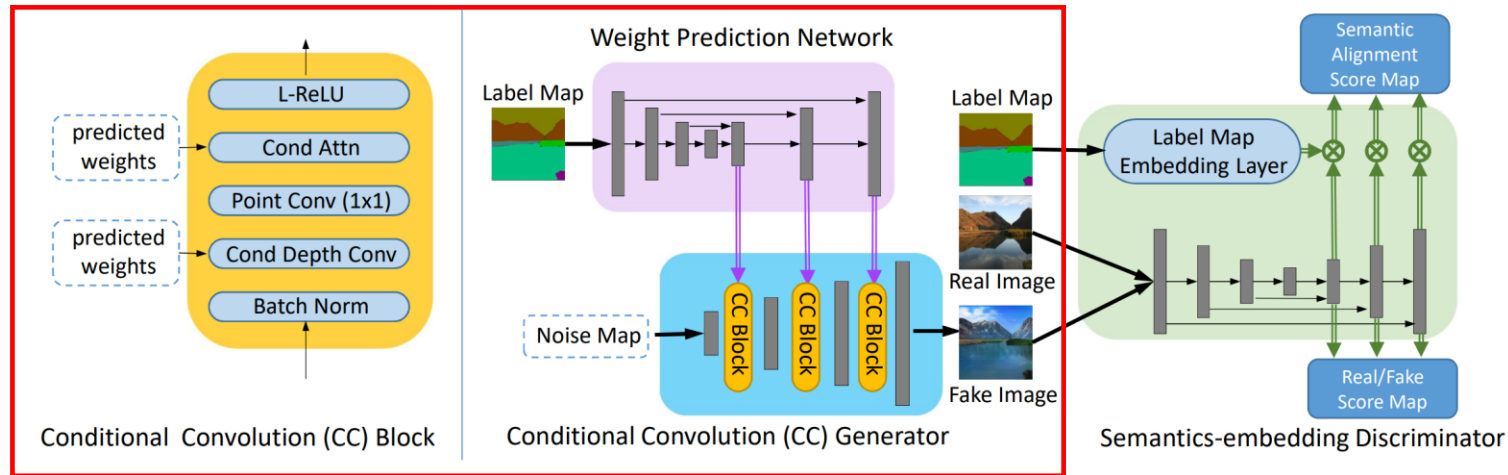 L-ReLU
predicted
weights
Cond Attn
Point Conv (1x1)
predicted
weights
Cond Depth Conv
Batch Norm
Conditional Convolution (CC) Block
Weight Prediction Network
Label Map
Noise Map
CC Block
CC Block
CC Block
Label Map
Real Image
Fake Image
Conditional Convolution (CC) Generator
Semantic
Alignment
Score Map
Label Map
Embedding Layer
Real/Fake
Score Map
Semantics-embedding Discriminator